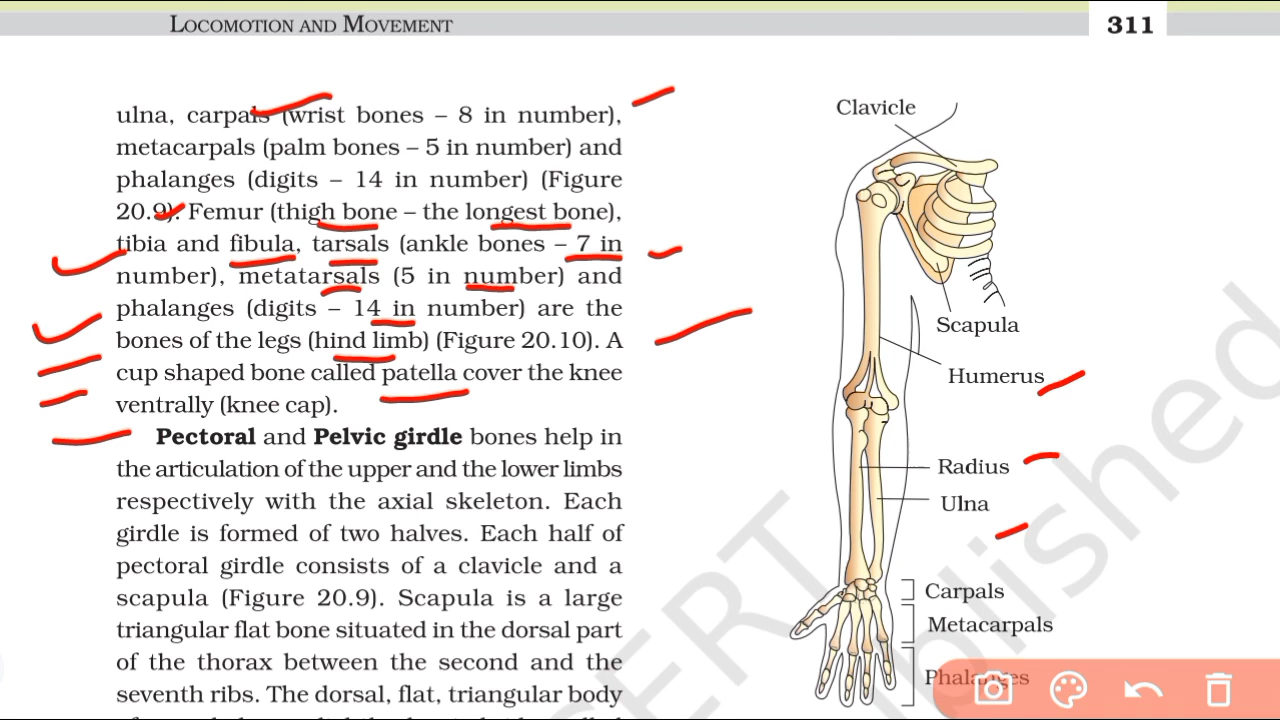 LOCOMOTION AND MOVEMENT
311
ulna, carpals (wrist bones – 8 in number),
metacarpals (palm bones – 5 in number) and
phalanges (digits – 14 in number) (Figure
20.9). Femur (thigh bone – the longest bone),
tibia and fibula, tarsals (ankle bones – 7 in
number), metatarsals (5 in number) and
phalanges (digits – 14 in number) are the
bones of the legs (hind limb) (Figure 20.10). A
cup shaped bone called patella cover the knee
ventrally (knee cap).
Pectoral and Pelvic girdle bones help in
the articulation of the upper and the lower limbs
respectively with the axial skeleton. Each
girdle is formed of two halves. Each half of
pectoral girdle consists of a clavicle and a
scapula (Figure 20.9). Scapula is a large
triangular flat bone situated in the dorsal part
of the thorax between the second and the
seventh ribs. The dorsal, flat, triangular body
Clavicle
Scapula
Humerus
Radius
Ulna
Carpals
Metacarpals
Phalanges